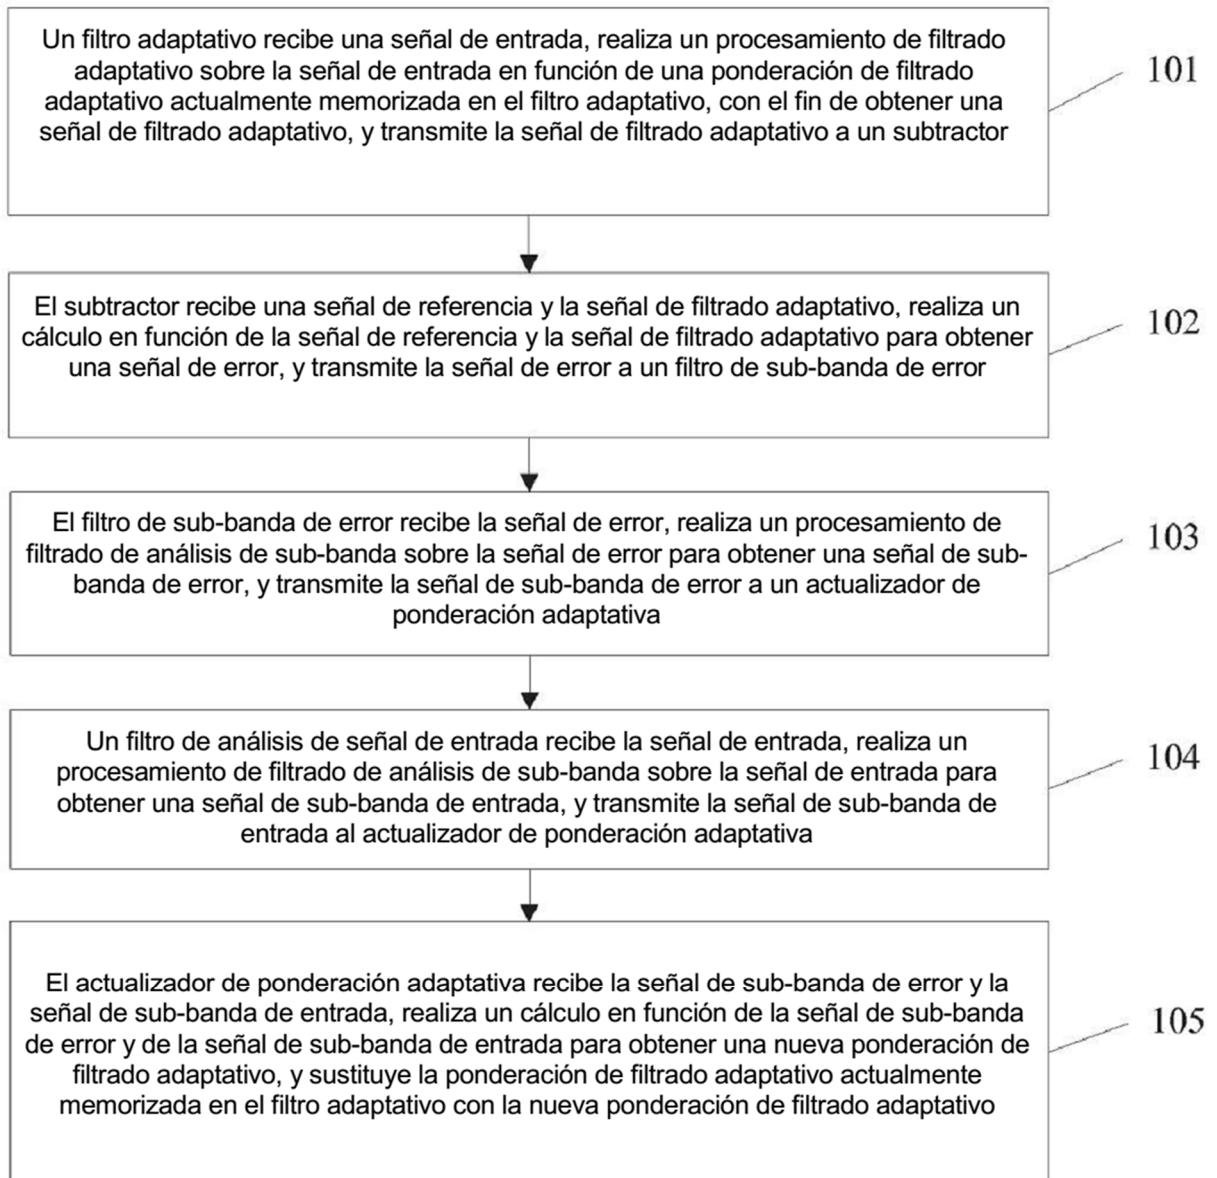 Un filtro adaptativo recibe una señal de entrada, realiza un procesamiento de filtrado
adaptativo sobre la señal de entrada en función de una ponderación de filtrado
adaptativo actualmente memorizada en el filtro adaptativo, con el fin de obtener una
señal de filtrado adaptativo, y transmite la señal de filtrado adaptativo a un subtractor
101
El subtractor recibe una señal de referencia y la señal de filtrado adaptativo, realiza un
cálculo en función de la señal de referencia y la señal de filtrado adaptativo para obtener
una señal de error, y transmite la señal de error a un filtro de sub-banda de error
102
El filtro de sub-banda de error recibe la señal de error, realiza un procesamiento de
filtrado de análisis de sub-banda sobre la señal de error para obtener una señal de sub-
banda de error, y transmite la señal de sub-banda de error a un actualizador de
ponderación adaptativa
103
Un filtro de análisis de señal de entrada recibe la señal de entrada, realiza un
procesamiento de filtrado de análisis de sub-banda sobre la señal de entrada para
obtener una señal de sub-banda de entrada, y transmite la señal de sub-banda de
entrada al actualizador de ponderación adaptativa
104
El actualizador de ponderación adaptativa recibe la señal de sub-banda de error y la
señal de sub-banda de entrada, realiza un cálculo en función de la señal de sub-banda
de error y de la señal de sub-banda de entrada para obtener una nueva ponderación de
filtrado adaptativo, y sustituye la ponderación de filtrado adaptativo actualmente
memorizada en el filtro adaptativo con la nueva ponderación de filtrado adaptativo
105